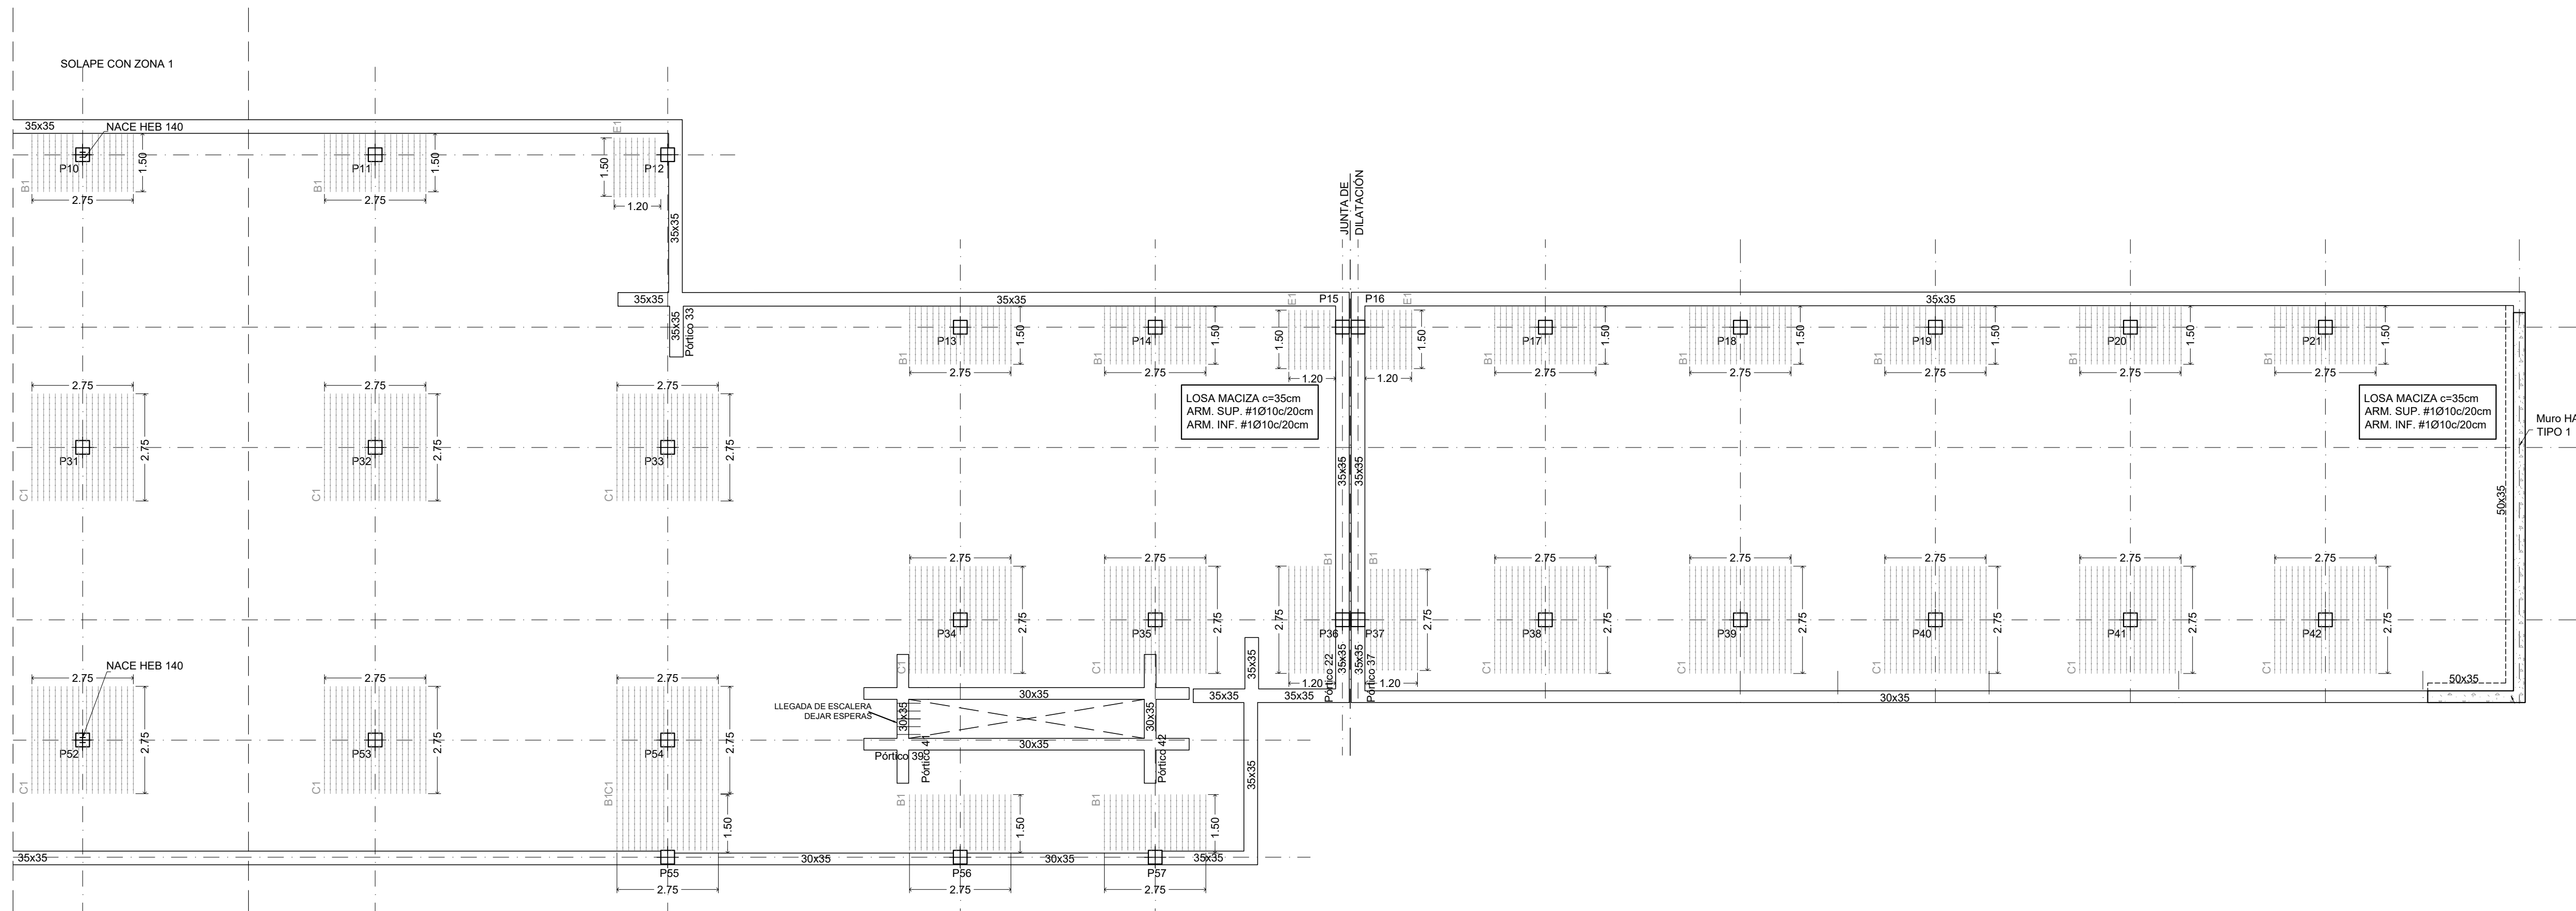 SOLAPE CON ZONA 1
35x35
NACE HEB 140
E1
P10
P11
P12
1.50
1.50
1.50
B1
B1
2.75
2.75
1.20
35x35
JUNTA DE
DILATACIÓN
35x35
35x35
35x35
35x35
Pórtico 33
P15
P16
E1
E1
P13
P14
P17
P18
P19
P20
P21
1.50
1.50
1.50
1.50
1.50
1.50
1.50
1.50
1.50
B1
B1
B1
B1
B1
B1
B1
2.75
2.75
1.20
1.20
2.75
2.75
2.75
2.75
2.75
LOSA MACIZA c=35cm
ARM. SUP. #1Ø10c/20cm
ARM. INF. #1Ø10c/20cm
LOSA MACIZA c=35cm
ARM. SUP. #1Ø10c/20cm
ARM. INF. #1Ø10c/20cm
Muro HA
TIPO 1
2.75
2.75
2.75
P31
P32
P33
2.75
2.75
2.75
C1
C1
C1
35x35
35x35
50x35
2.75
2.75
B1
B1
2.75
2.75
2.75
2.75
2.75
P34
P35
P36
P37
P38
P39
P40
P41
P42
2.75
2.75
2.75
2.75
2.75
2.75
2.75
2.75
2.75
C1
C1
C1
C1
C1
C1
C1
35x35
35x35
35x35
Pórtico 22
Pórtico 37
1.20
1.20
NACE HEB 140
2.75
2.75
2.75
30x35
35x35
35x35
30x35
50x35
LLEGADA DE ESCALERA
DEJAR ESPERAS
30x35
30x35
30x35
P52
P53
P54
2.75
2.75
2.75
Pórtico 39
Pórtico 41
Pórtico 42
35x35
C1
C1
B1C1
B1
B1
1.50
1.50
1.50
35x35
30x35
30x35
35x35
P55
P56
P57
2.75
2.75
2.75